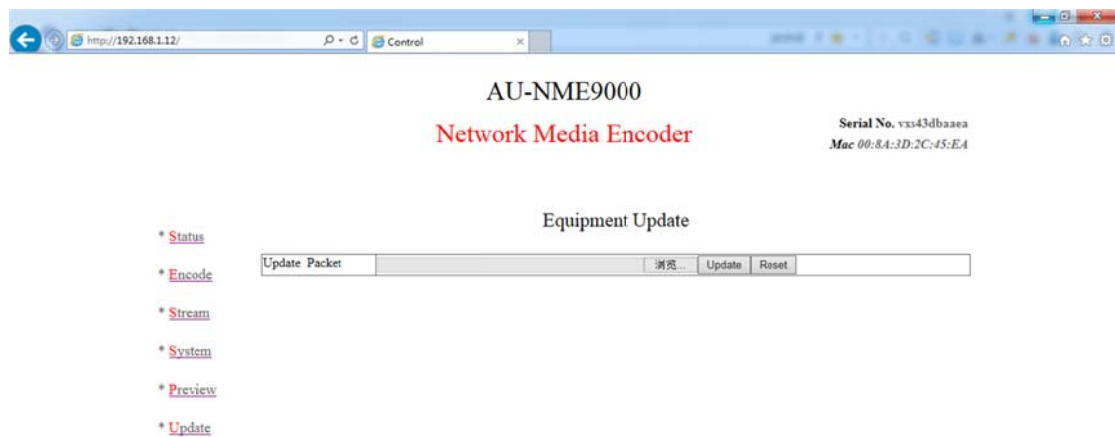 http://192.168.1.12/
Control
AU-NME9000
Network Media Encoder
Serial No. vxs43dbaaea
Mac 00:8A:3D:2C:45:EA
Equipment Update
* Status
* Encode
* Stream
* System
* Preview
* Update
Update Packet 浏览... Update Reset